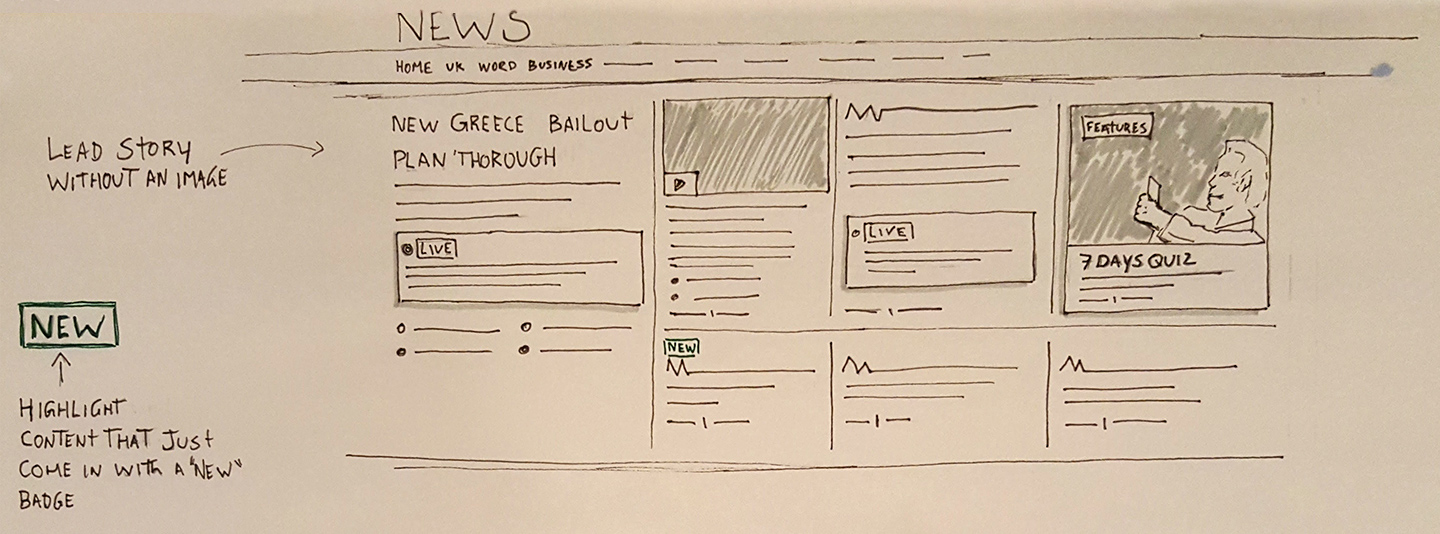 NEWS
HOME UK WORD BUSINESS
LEAD STORY
WITHOUT AN IMAGE
NEW GREECE BAILOUT
PLAN 'THOROUGH
LIVE
LIVE
FEATURES
7 DAYS QUIZ
NEW
NEW
HIGHLIGHT
CONTENT THAT JUST
COME IN WITH A "NEW"
BADGE